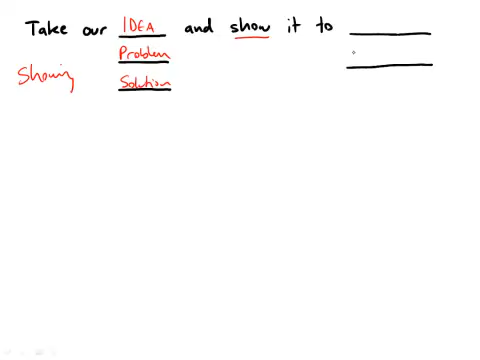 Take our IDEA and show it to
Problem
Showing
Solution